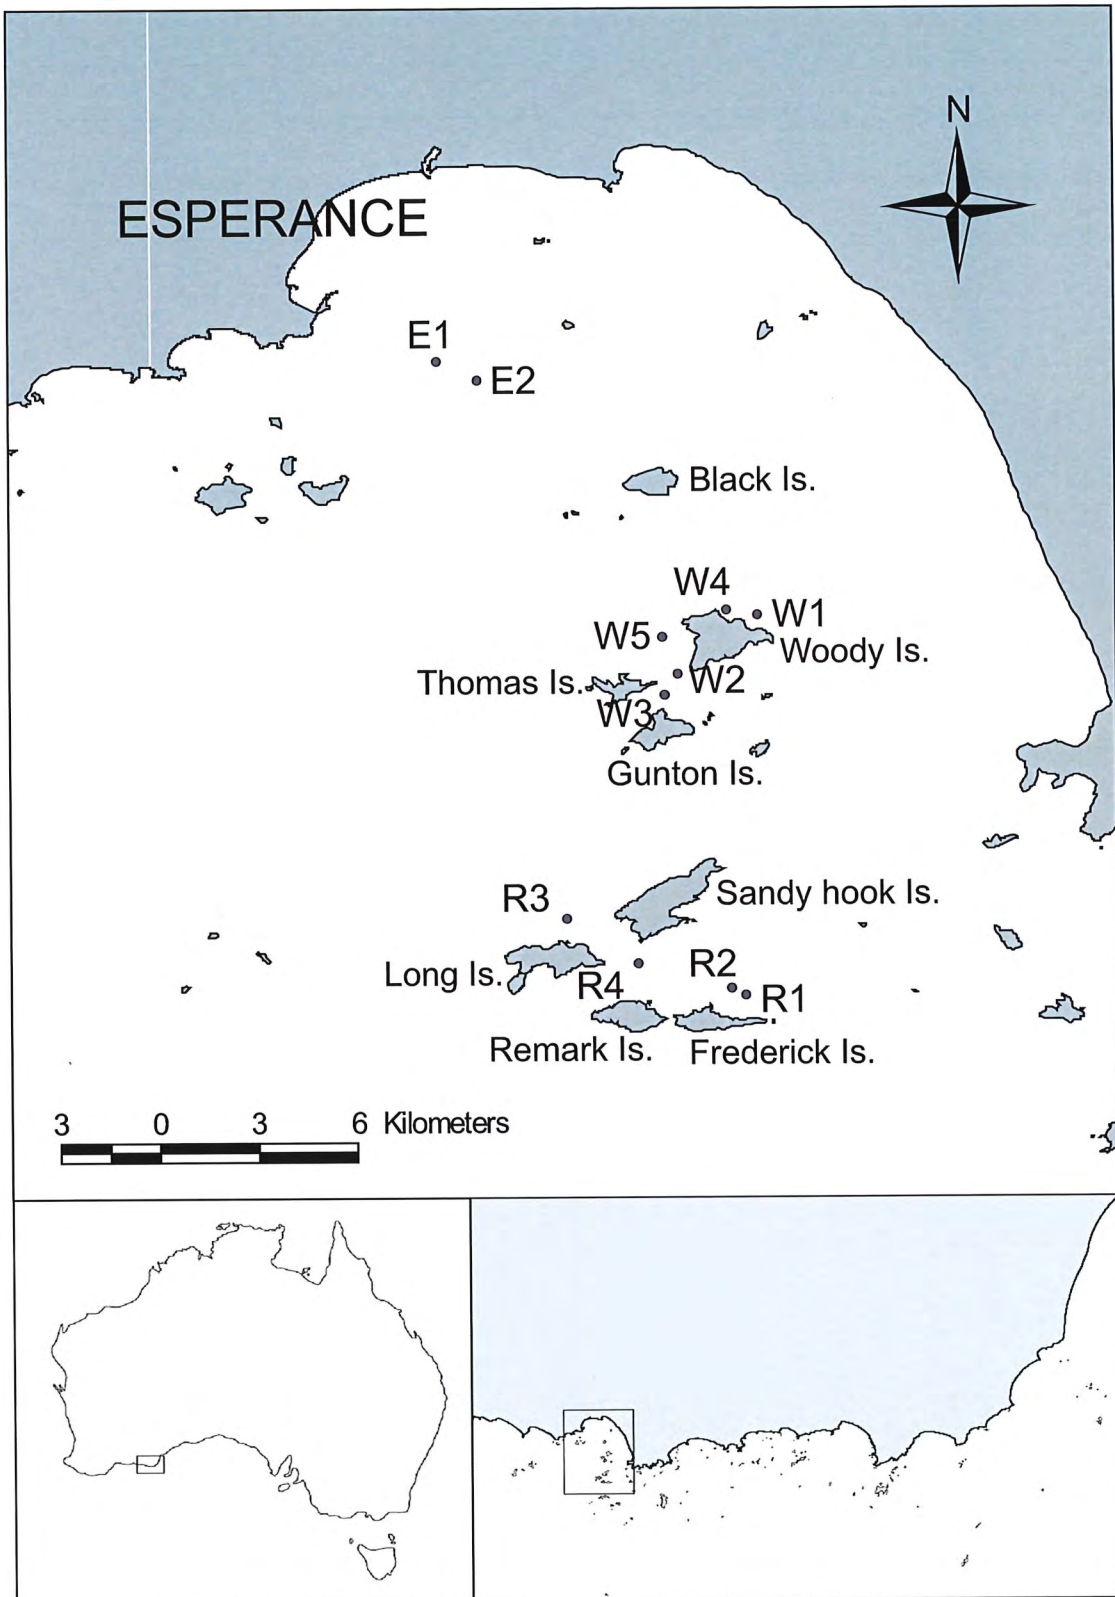 N
ESPERANCE
E1
E2
Black Is.
W4
W1
W5
Woody Is.
Thomas Is.
W2
W3
Gunton Is.
Sandy hook Is.
R3
Long Is.
R4
R2
R1
Remark Is.
Frederick Is.
3 0 3 6 Kilometers